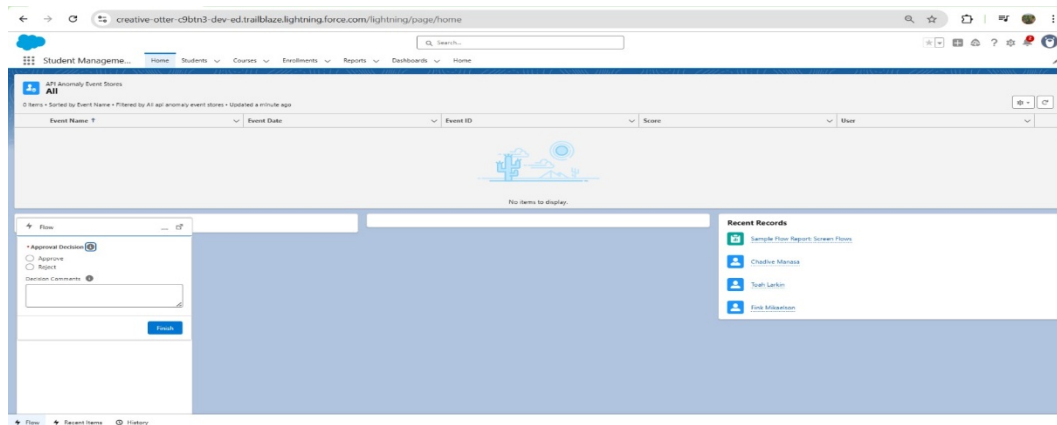 creative-otter-c9btn3-dev-ed.trailblaze.lightning.force.com/lightning/page/home
Search...
Student Manageme... Home Students Courses Enrollments Reports Dashboards Home
API Anomaly Event Stores
All
0 items • Sorted by Event Name • Filtered by All api anomaly event stores • Updated a minute ago
Event Name ↑ Event Date Event ID Score User
No items to display.
Flow
* Approval Decision
Approve
Reject
Decision Comments
Finish
Recent Records
Sample Flow Report: Screen Flows
Chadive Manasa
Toah Larkin
Fink Mikaelson
Flow Recent Items History